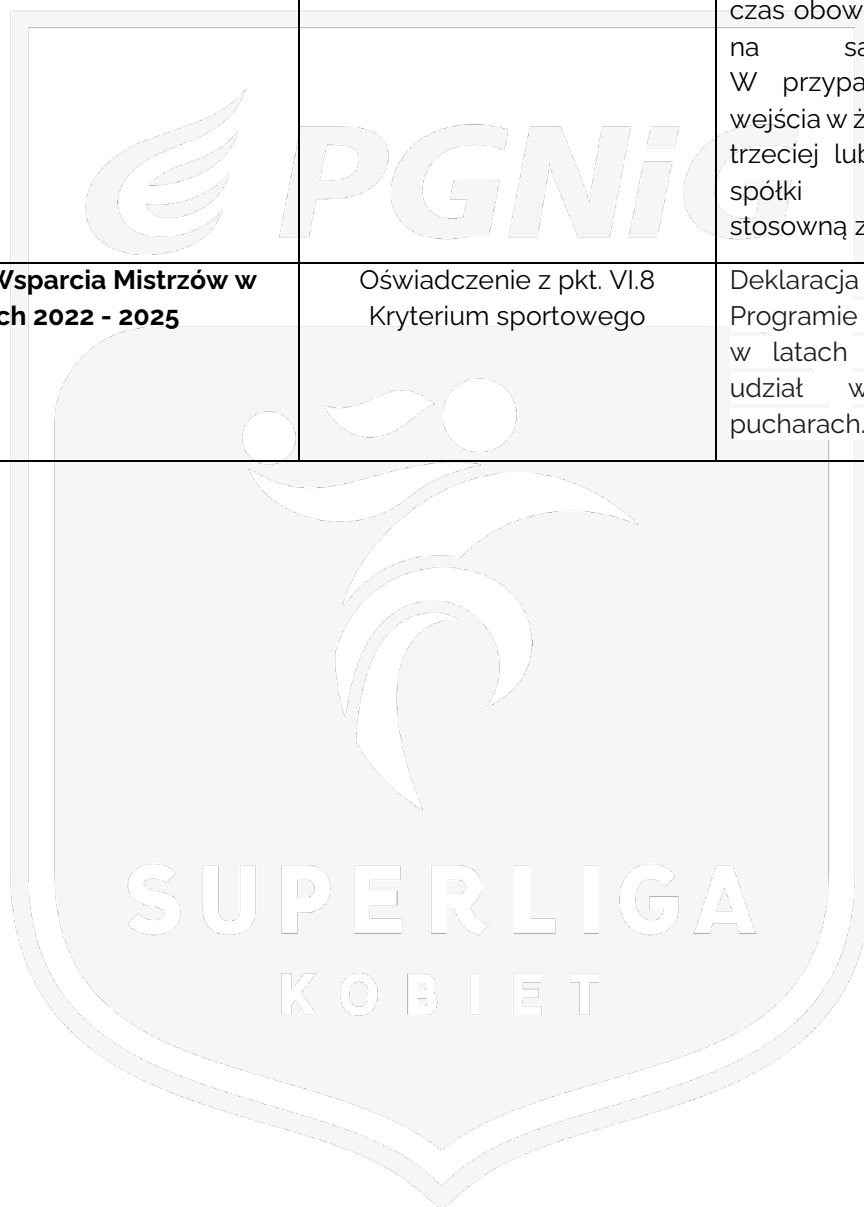 czas obow
na sa
W przypa
wejścia w ż
trzeciej lub
spółki
stosowną z
Wsparcia Mistrzów w
ch 2022 - 2025
Oświadczenie z pkt. VI.8
Kryterium sportowego
Deklaracja
Programie
w latach
udział w
pucharach.
PGNiG
SUPERLIGA
KOBIET